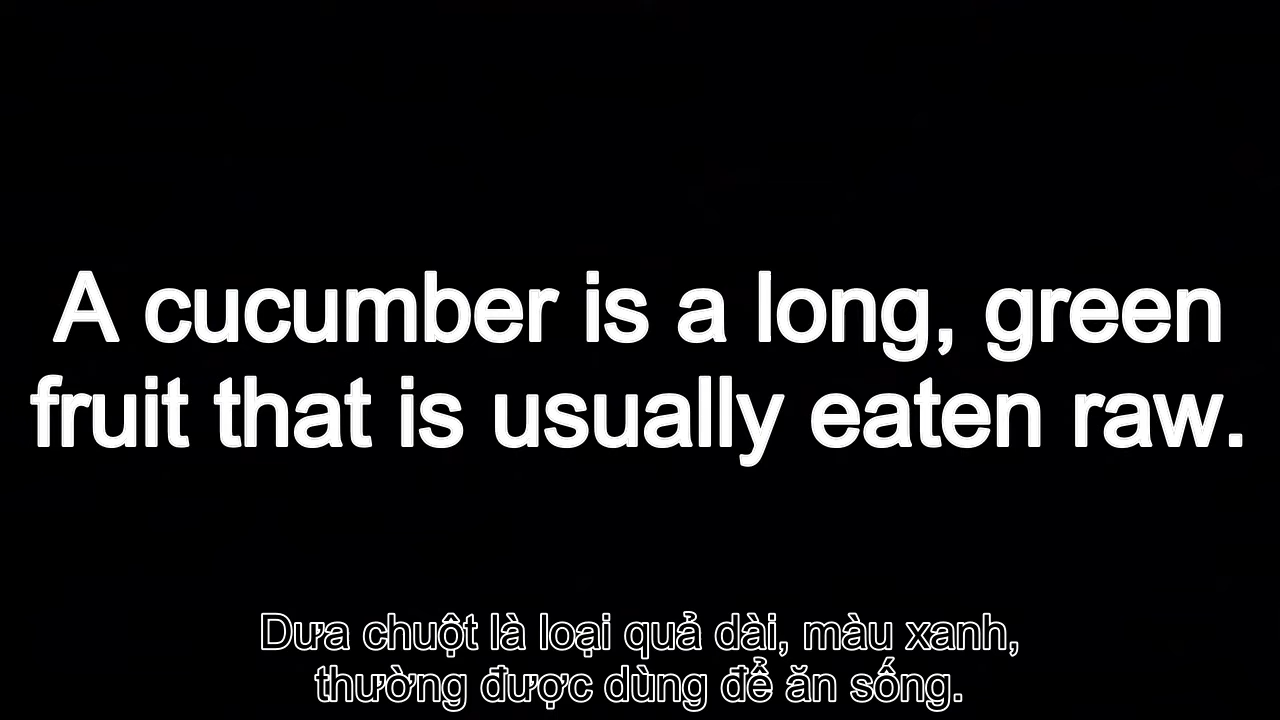 A cucumber is a long, green
fruit that is usually eaten raw.
Dưa chuột là loại quả dài, màu xanh,
thường được dùng để ăn sống.